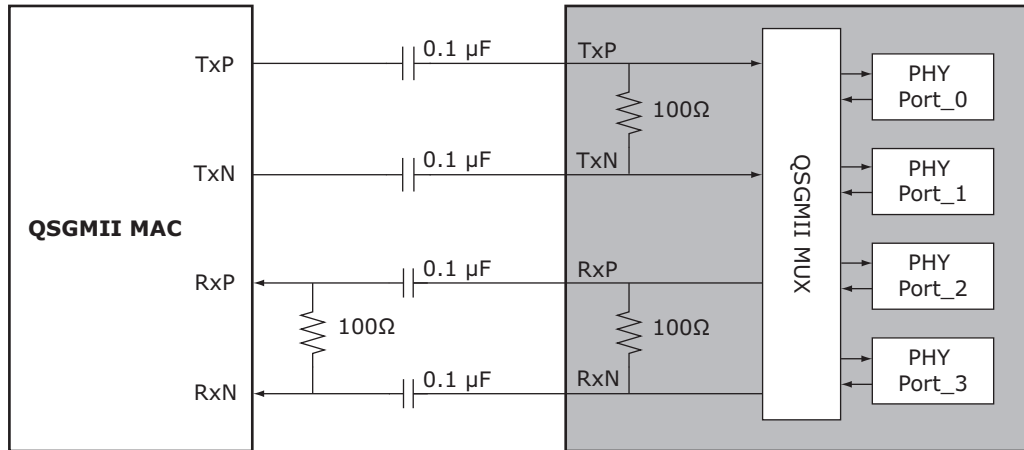 TxP
0.1 µF
TxP
100Ω
TxN
0.1 µF
TxN
QSGMII MAC
RxP
0.1 µF
RxP
100Ω
100Ω
RxN
0.1 µF
RxN
QSGMII MUX
PHY
Port_0
PHY
Port_1
PHY
Port_2
PHY
Port_3